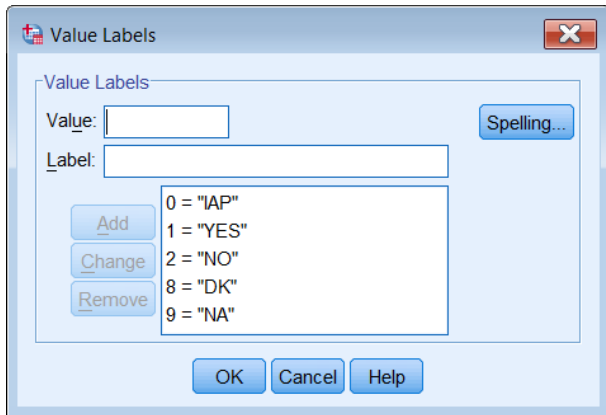 Value Labels
Value Labels
Value:
Spelling...
Label:
Add
Change
Remove
0 = "IAP"
1 = "YES"
2 = "NO"
8 = "DK"
9 = "NA"
OK Cancel Help